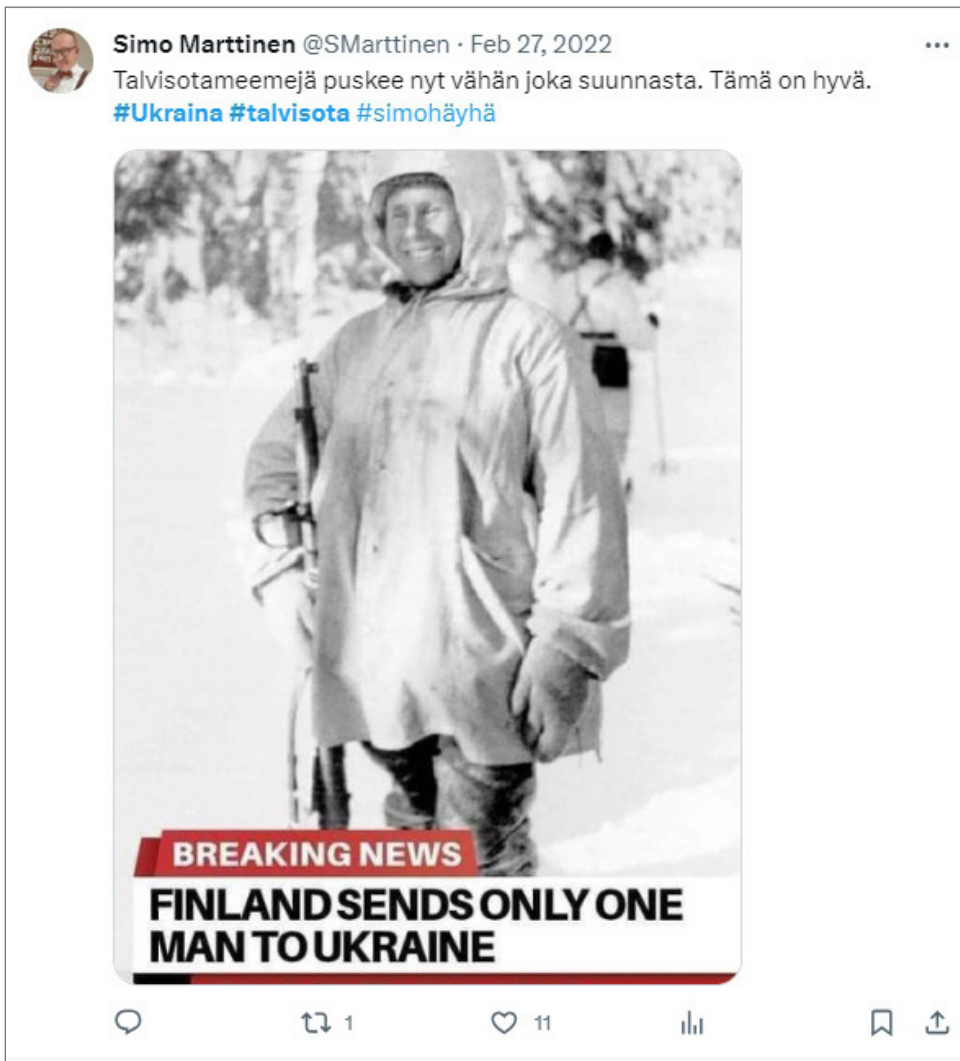 Simo Marttinen @SMarttinen · Feb 27, 2022
Talvisotameemejä puskee nyt vähän joka suunnasta. Tämä on hyvä.
#Ukraina #talvisota #simohäyhä
BREAKING NEWS
FINLAND SENDS ONLY ONE
MAN TO UKRAINE
1 11